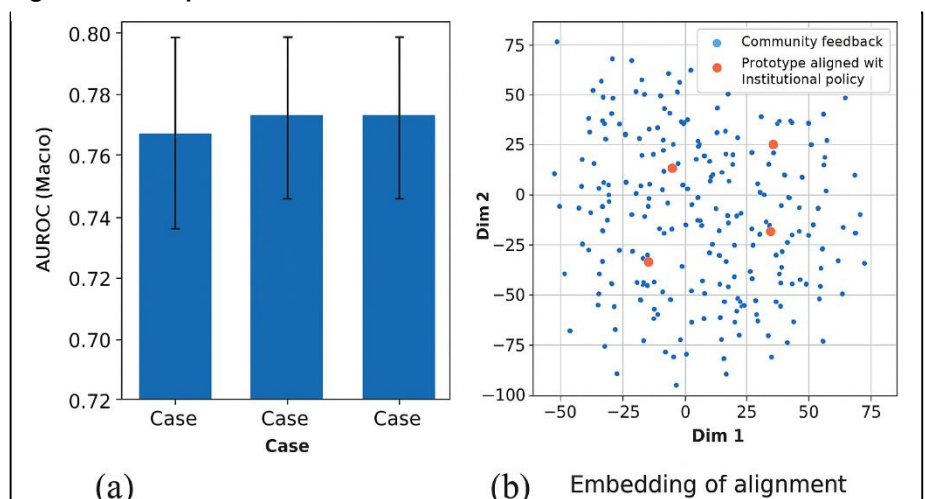 0.80
0.78
0.76
0.74
0.72
0.70
0.72
AUROC (Macio)
Case Case Case
Case
(a)
75
50
25
0
−25
−50
−75
−100
Dim 2
Community feedback
Prototype aligned wit
Institutional policy
−50 −25 0 25 50 75
Dim 1
(b) Embedding of alignment